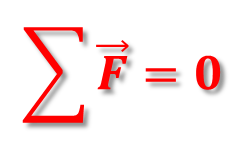 ∑ F⃗ = 0